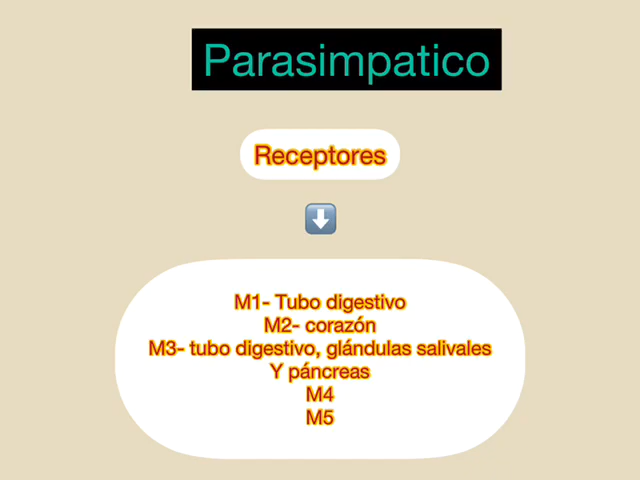 Parasimpatico
Receptores
M1- Tubo digestivo
M2- corazón
M3- tubo digestivo, glándulas salivales
Y páncreas
M4
M5